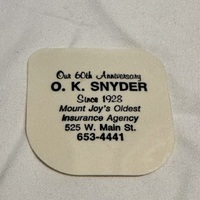 Our 60th Anniversary
O. K. SNYDER
Since 1928
Mount Joy's Oldest
Insurance Agency
525 W. Main St.
653-4441